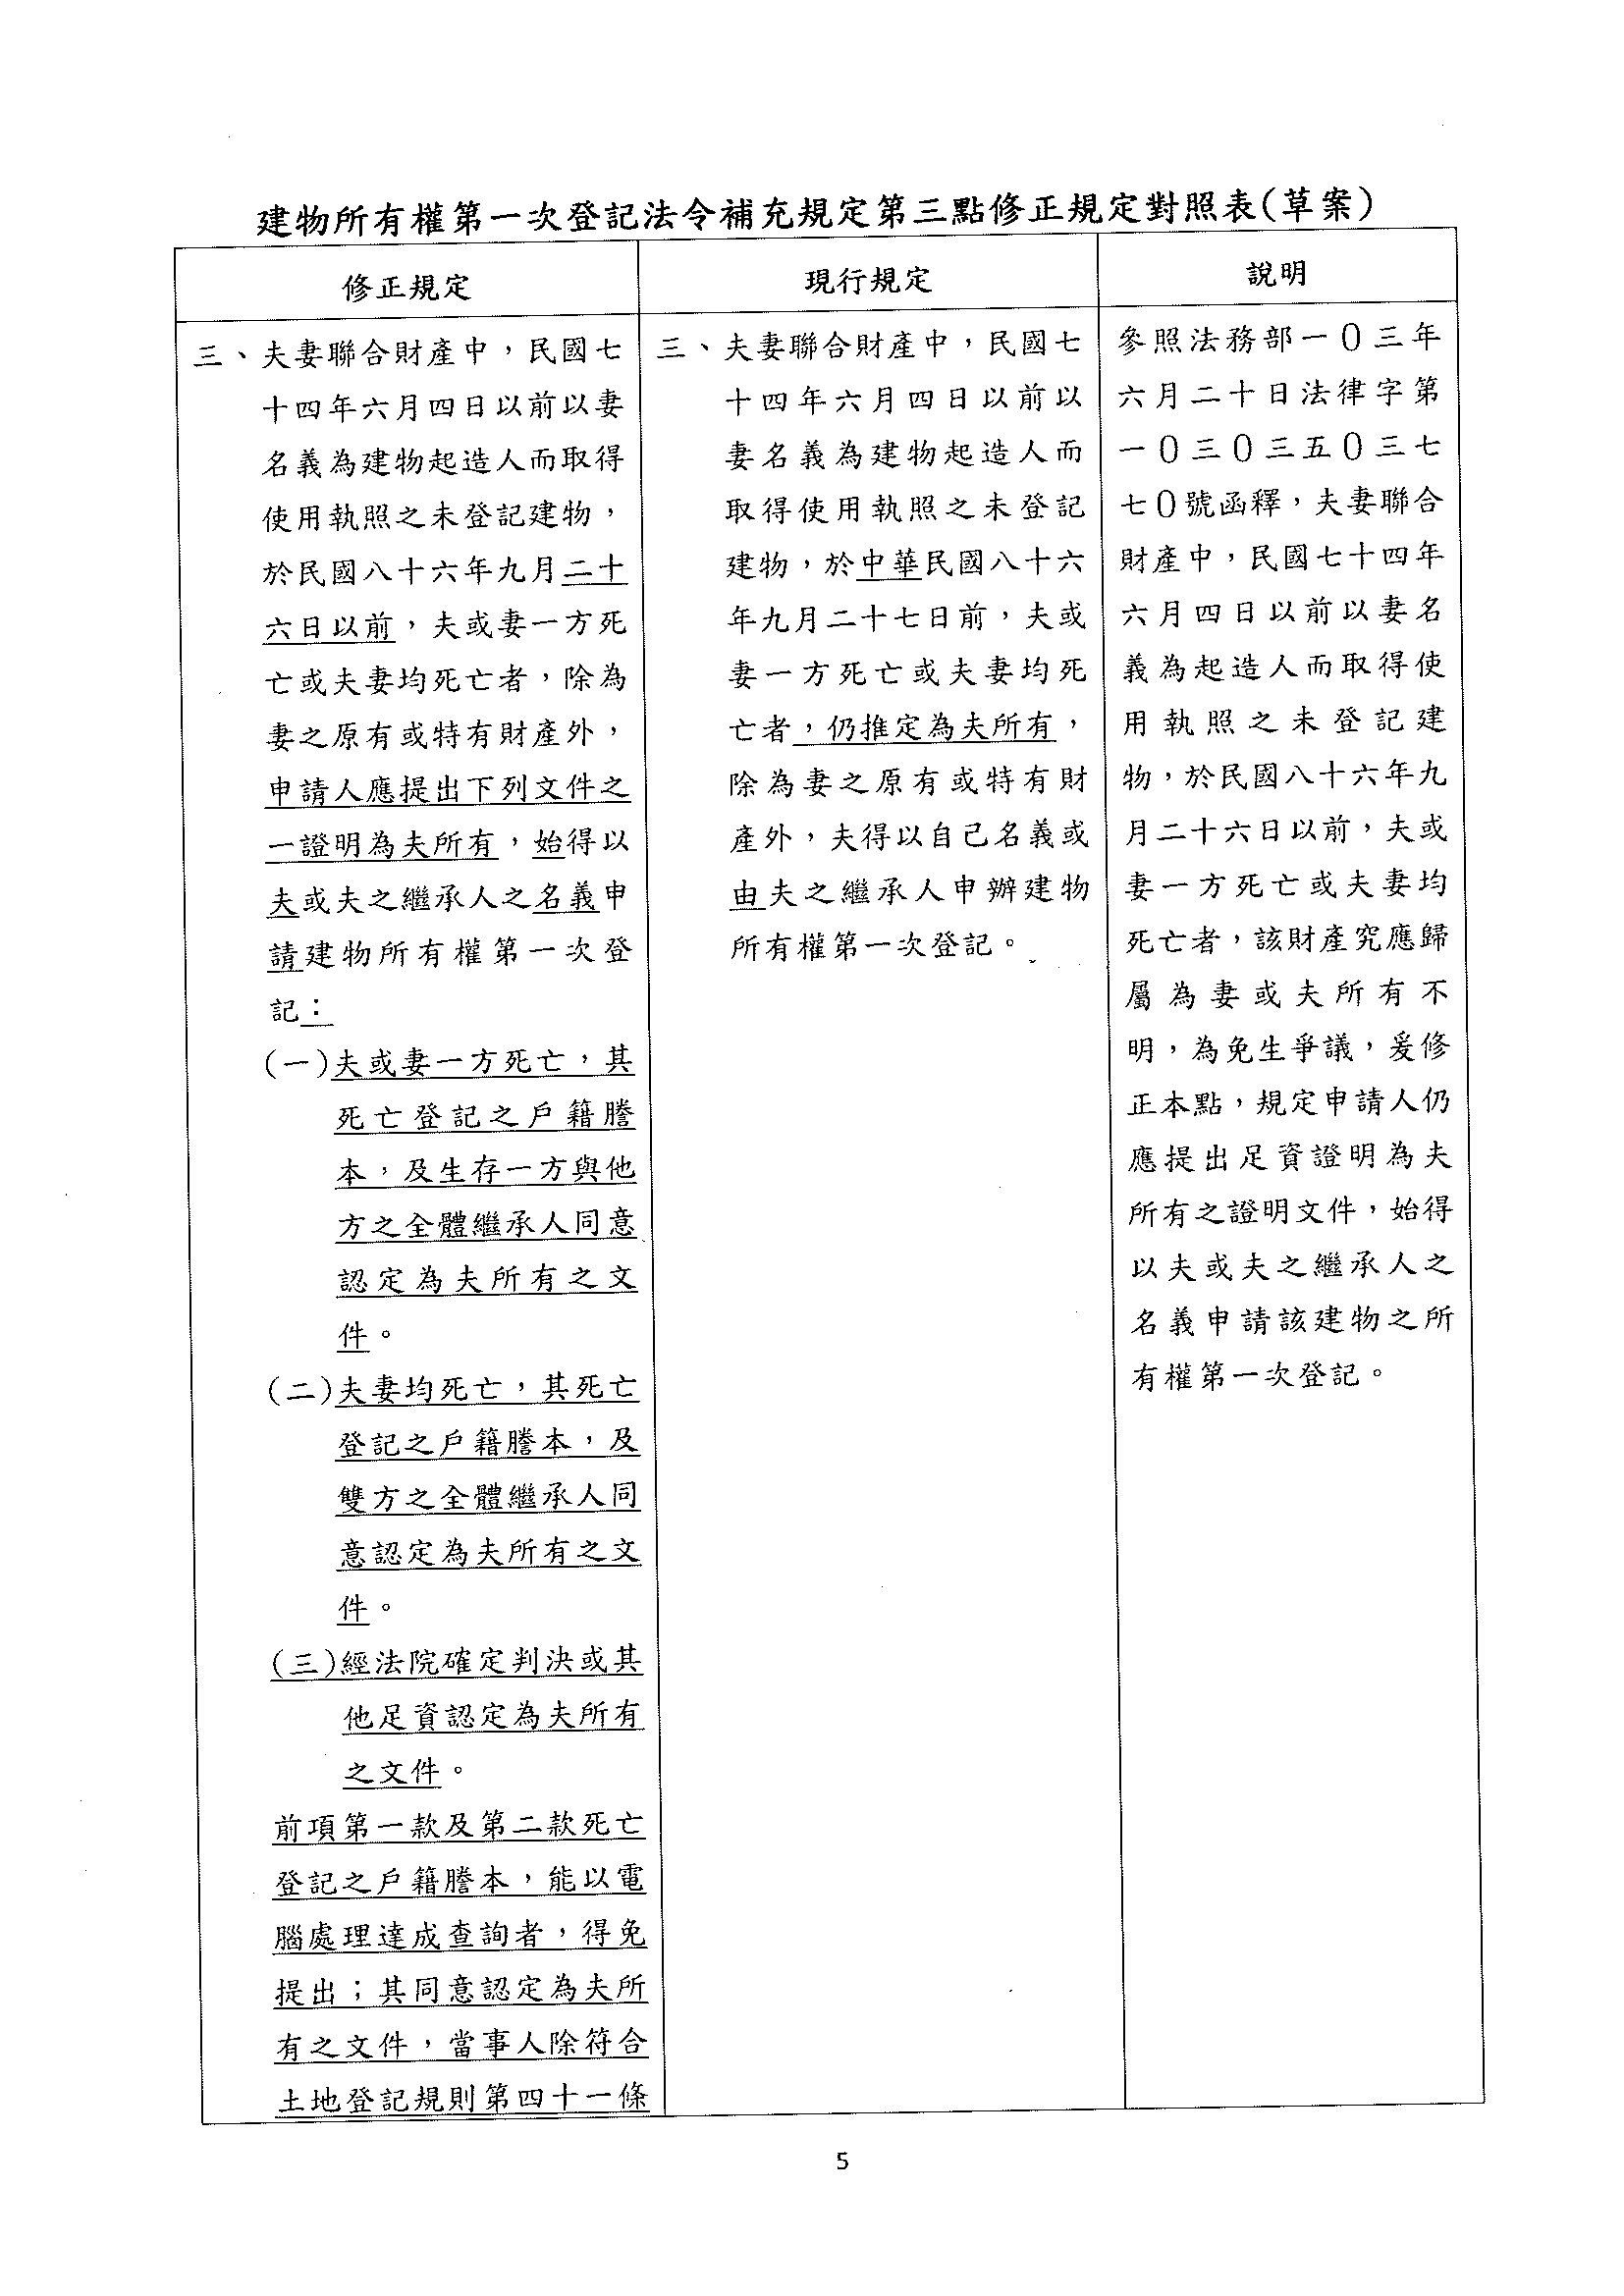 建物所有權第一次登記法令補充規定第三點修正規定對照表(草案)
修正規定
三、夫妻聯合財產中，民國七
十四年六月四日以前以妻
名義為建物起造人而取得
使用執照之未登記建物，
於民國八十六年九月二十
六日以前，夫或妻一方死
亡或夫妻均死亡者，除為
妻之原有或特有財產外，
申請人應提出下列文件之
一證明為夫所有，始得以
夫或夫之繼承人之名義申
請建物所有權第一次登
記：
(一)夫或妻一方死亡，其
死亡登記之戶籍謄
本，及生存一方與他
方之全體繼承人同意
認定為夫所有之文
件。
(二)夫妻均死亡，其死亡
登記之戶籍謄本，及
雙方之全體繼承人同
意認定為夫所有之文
件。
(三)經法院確定判決或其
他足資認定為夫所有
之文件。
前項第一款及第二款死亡
登記之戶籍謄本，能以電
腦處理達成查詢者，得免
提出；其同意認定為夫所
有之文件，當事人除符合
土地登記規則第四十一條
現行規定
三、夫妻聯合財產中，民國七
十四年六月四日以前以
妻名義為建物起造人而
取得使用執照之未登記
建物，於中華民國八十六
年九月二十七日前，夫或
妻一方死亡或夫妻均死
亡者，仍推定為夫所有，
除為妻之原有或特有財
產外，夫得以自己名義或
由夫之繼承人申辦建物
所有權第一次登記。
說明
參照法務部一0三年
六月二十日法律字第
一0三0三五0三七
七0號函釋，夫妻聯合
財產中，民國七十四年
六月四日以前以妻名
義為起造人而取得使
用執照之未登記建
物，於民國八十六年九
月二十六日以前，夫或
妻一方死亡或夫妻均
死亡者，該財產究應歸
屬為妻或夫所有不
明，為免生爭議，爰修
正本點，規定申請人仍
應提出足資證明為夫
所有之證明文件，始得
以夫或夫之繼承人之
名義申請該建物之所
有權第一次登記。
5